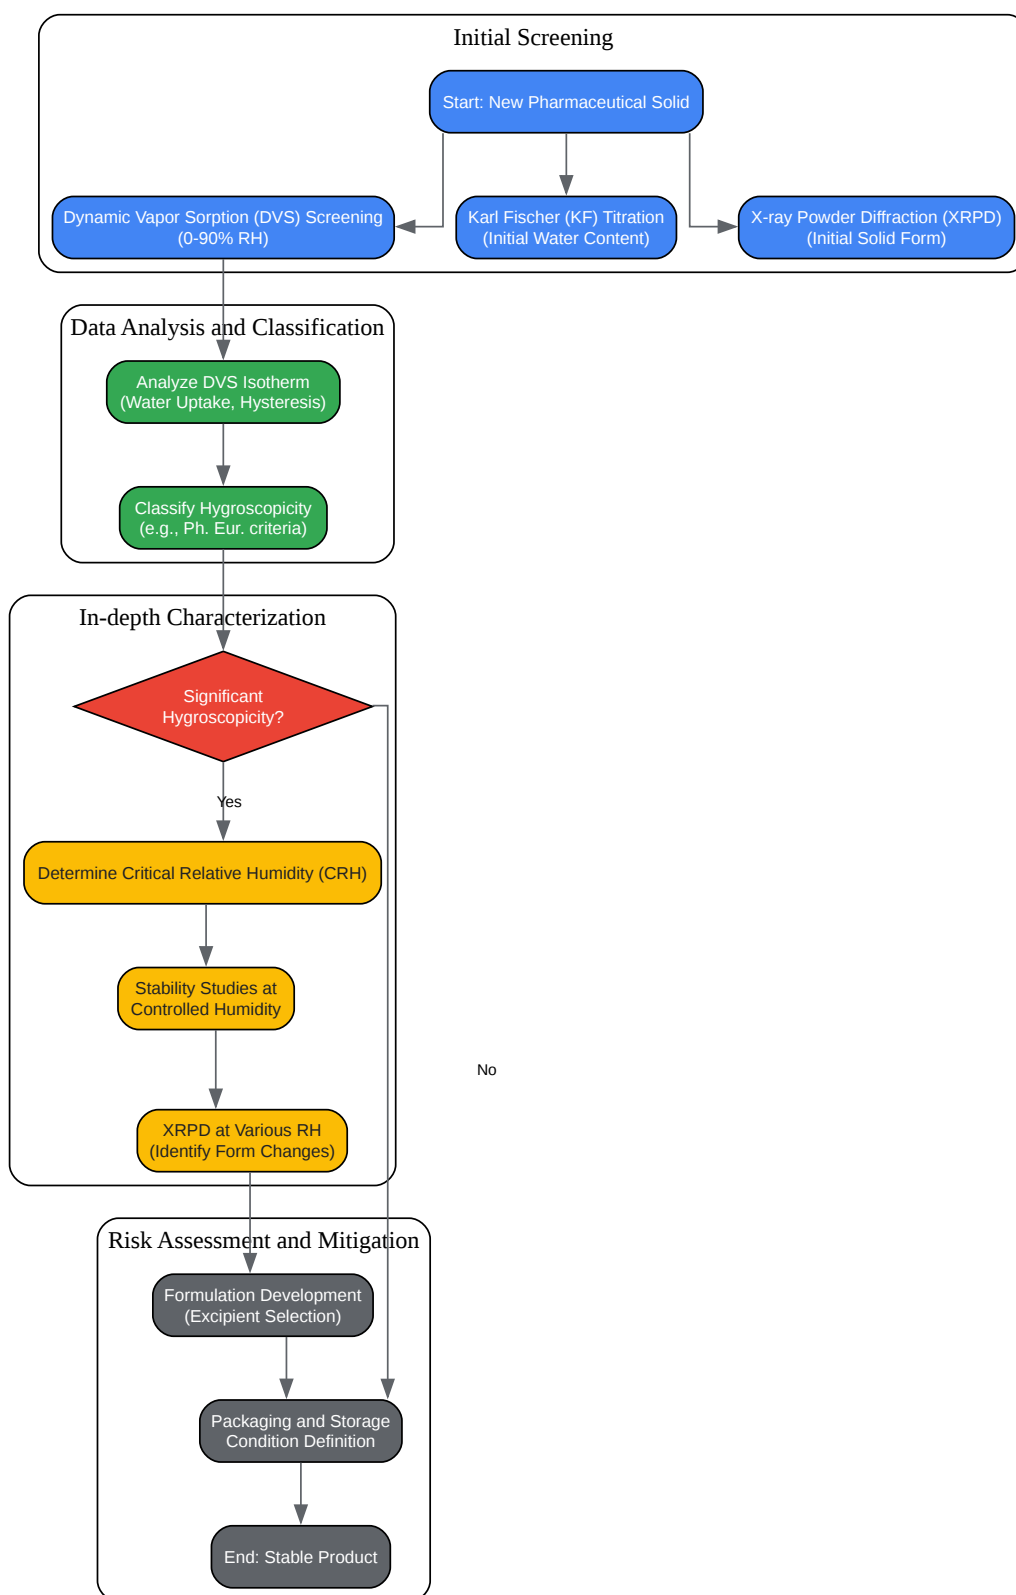 Initial Screening
Start: New Pharmaceutical Solid
Dynamic Vapor Sorption (DVS) Screening
(0-90% RH)
Karl Fischer (KF) Titration
(Initial Water Content)
X-ray Powder Diffraction (XRPD)
(Initial Solid Form)
Data Analysis and Classification
Analyze DVS Isotherm
(Water Uptake, Hysteresis)
Classify Hygroscopicity
(e.g., Ph. Eur. criteria)
In-depth Characterization
Significant
Hygroscopicity?
Yes
Determine Critical Relative Humidity (CRH)
Stability Studies at
Controlled Humidity
No
XRPD at Various RH
(Identify Form Changes)
Risk Assessment and Mitigation
Formulation Development
(Excipient Selection)
Packaging and Storage
Condition Definition
End: Stable Product